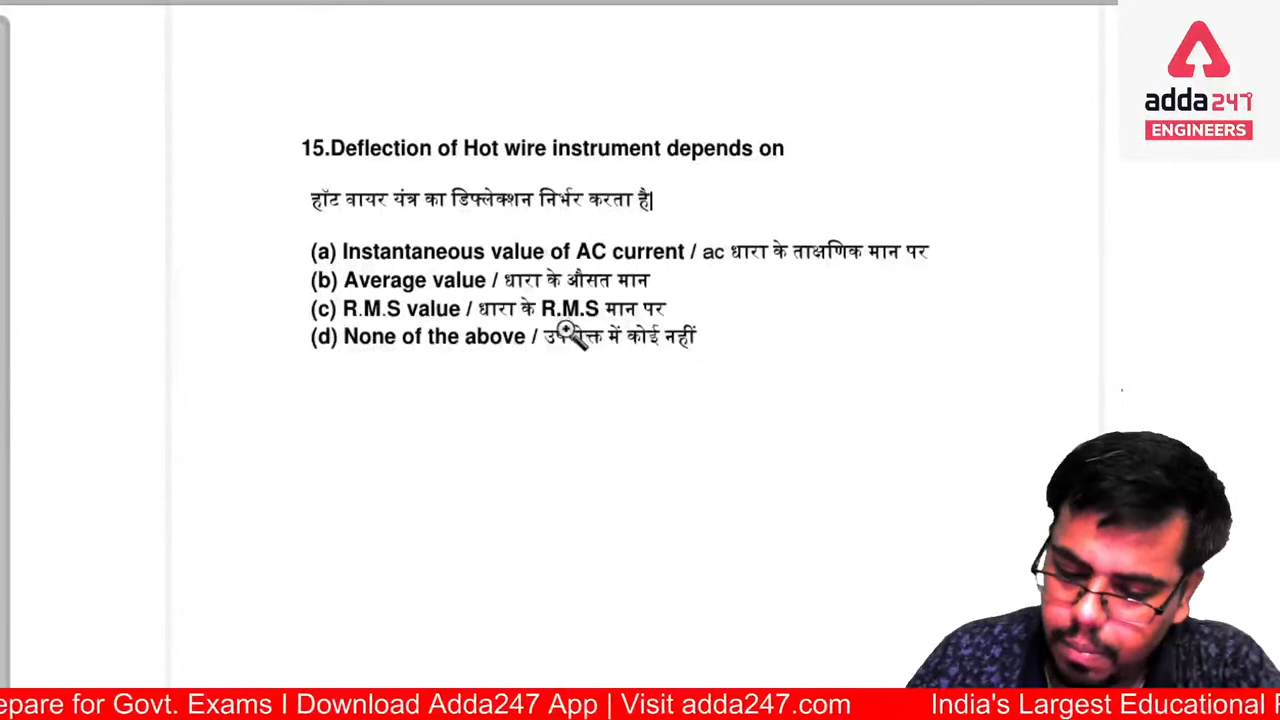 adda247
ENGINEERS
15.Deflection of Hot wire instrument depends on
हॉट वायर यंत्र का डिफ्लेक्शन निर्भर करता है|
(a) Instantaneous value of AC current / ac धारा के ताक्षणिक मान पर
(b) Average value / धारा के औसत मान
(c) R.M.S value / धारा के R.M.S मान पर
(d) None of the above / में कोई नहीं
epare for Govt. Exams I Download Adda247 App | Visit adda247.com India's Largest Educational